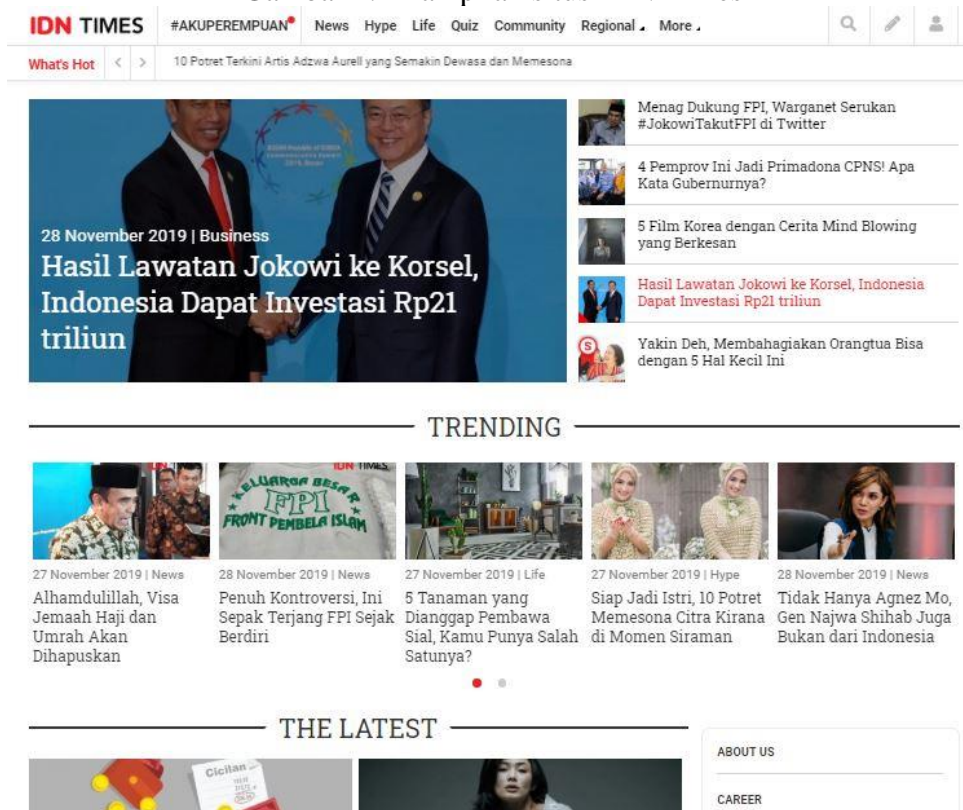 IDN TIMES
#AKUPEREMPUAN News Hype Life Quiz Community Regional More
What's Hot < > 10 Potret Terkini Artis Adzwa Aurell yang Semakin Dewasa dan Memesona
28 November 2019 | Business
Hasil Lawatan Jokowi ke Korsel,
Indonesia Dapat Investasi Rp21
triliun
Menag Dukung FPI, Warganet Serukan
#JokowiTakutFPI di Twitter
4 Pemprov Ini Jadi Primadona CPNS! Apa
Kata Gubernurnya?
5 Film Korea dengan Cerita Mind Blowing
yang Berkesan
Hasil Lawatan Jokowi ke Korsel, Indonesia
Dapat Investasi Rp21 triliun
S
Yakin Deh, Membahagiakan Orangtua Bisa
dengan 5 Hal Kecil Ini
TRENDING
IDN TIMES
KELUARGA BESAR
FPI
FRONT PEMBELA ISLAM
27 November 2019 | News
Alhamdulillah, Visa
Jemaah Haji dan
Umrah Akan
Dihapuskan
28 November 2019 | News
Penuh Kontroversi, Ini
Sepak Terjang FPI Sejak
Berdiri
27 November 2019 | Life
5 Tanaman yang
Dianggap Pembawa
Sial, Kamu Punya Salah
Satunya?
27 November 2019 | Hype
Siap Jadi Istri, 10 Potret
Memesona Citra Kirana
di Momen Siraman
28 November 2019 | News
Tidak Hanya Agnez Mo,
Gen Najwa Shihab Juga
Bukan dari Indonesia
THE LATEST
Cicilan
ABOUT US
CAREER